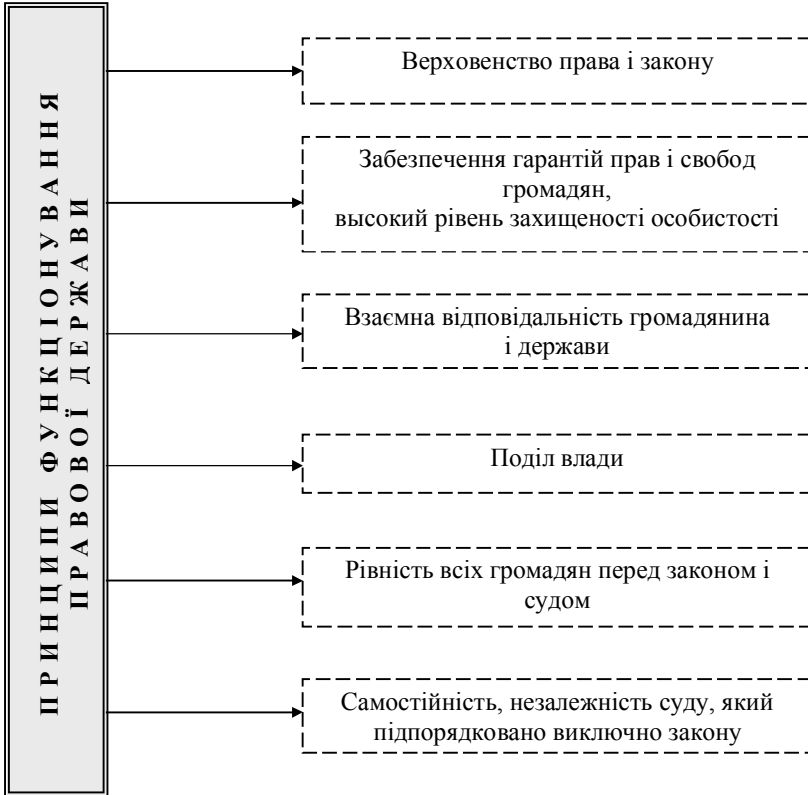 ПРИНЦИПИ ФУНКЦІОНУВАННЯ
ПРАВОВОЇ ДЕРЖАВИ
Верховенство права і закону
Забезпечення гарантій прав і свобод
громадян,
высокий рівень захищеності особистості
Взаємна відповідальність громадянина
і держави
Поділ влади
Рівність всіх громадян перед законом і
судом
Самостійність, незалежність суду, який
підпорядковано виключно закону